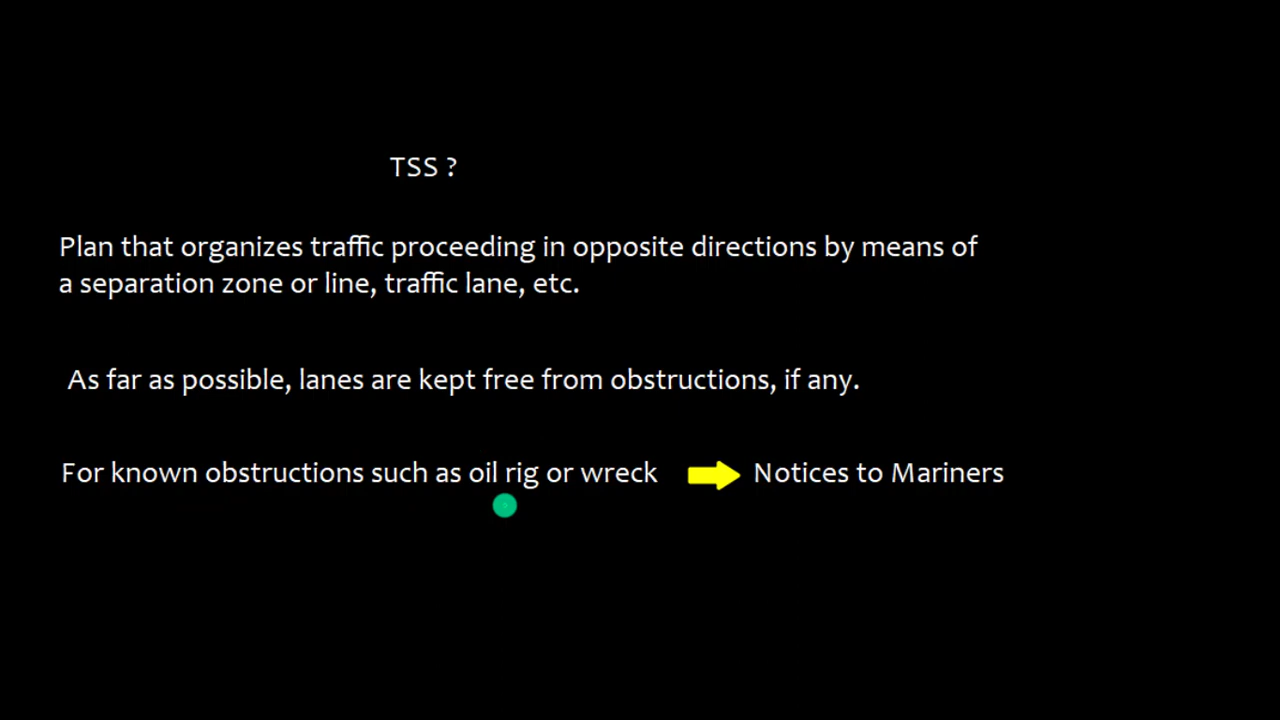 TSS ?
Plan that organizes traffic proceeding in opposite directions by means of
a separation zone or line, traffic lane, etc.
As far as possible, lanes are kept free from obstructions, if any.
For known obstructions such as oil rig or wreck Notices to Mariners